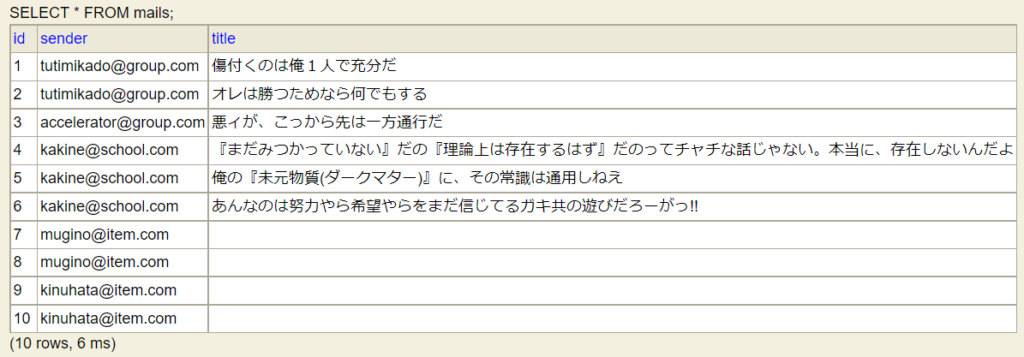 SELECT * FROM mails;
id sender title
1 tutimikado@group.com 傷付くのは俺１人で充分だ
2 tutimikado@group.com オレは勝つためなら何でもする
3 accelerator@group.com 悪ィが、こっから先は一方通行だ
4 kakine@school.com 『まだみつかっていない』だの『理論上は存在するはず』だのってチャチな話じゃない。本当に、存在しないんだよ
5 kakine@school.com 俺の『未元物質(ダークマター)』に、その常識は通用しねえ
6 kakine@school.com あんなのは努力やら希望やらをまだ信じてるガキ共の遊びだろーがっ!!
7 mugino@item.com
8 mugino@item.com
9 kinuhata@item.com
10 kinuhata@item.com
(10 rows, 6 ms)